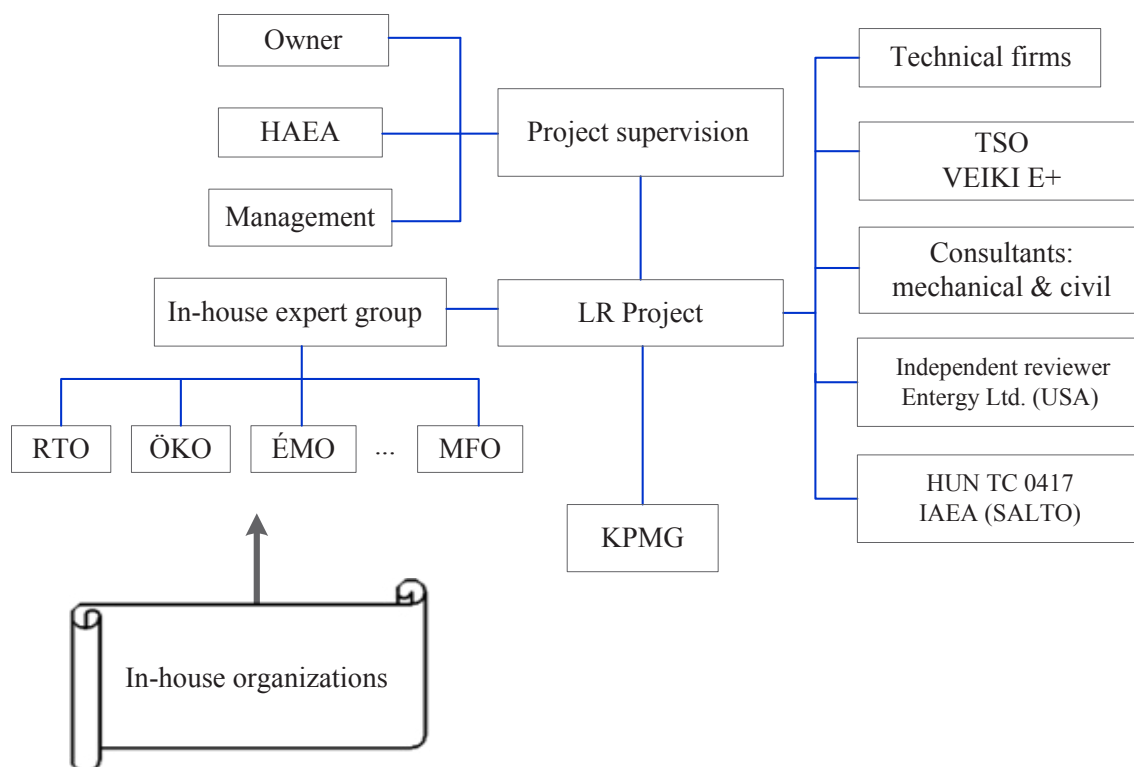 Owner
HAEA
Management
Project supervision
Technical firms
TSO
VEIKI E+
Consultants:
mechanical & civil
Independent reviewer
Entergy Ltd. (USA)
HUN TC 0417
IAEA (SALTO)
In-house expert group
LR Project
RTO
ÖKO
ÉMO
...
MFO
KPMG
In-house organizations